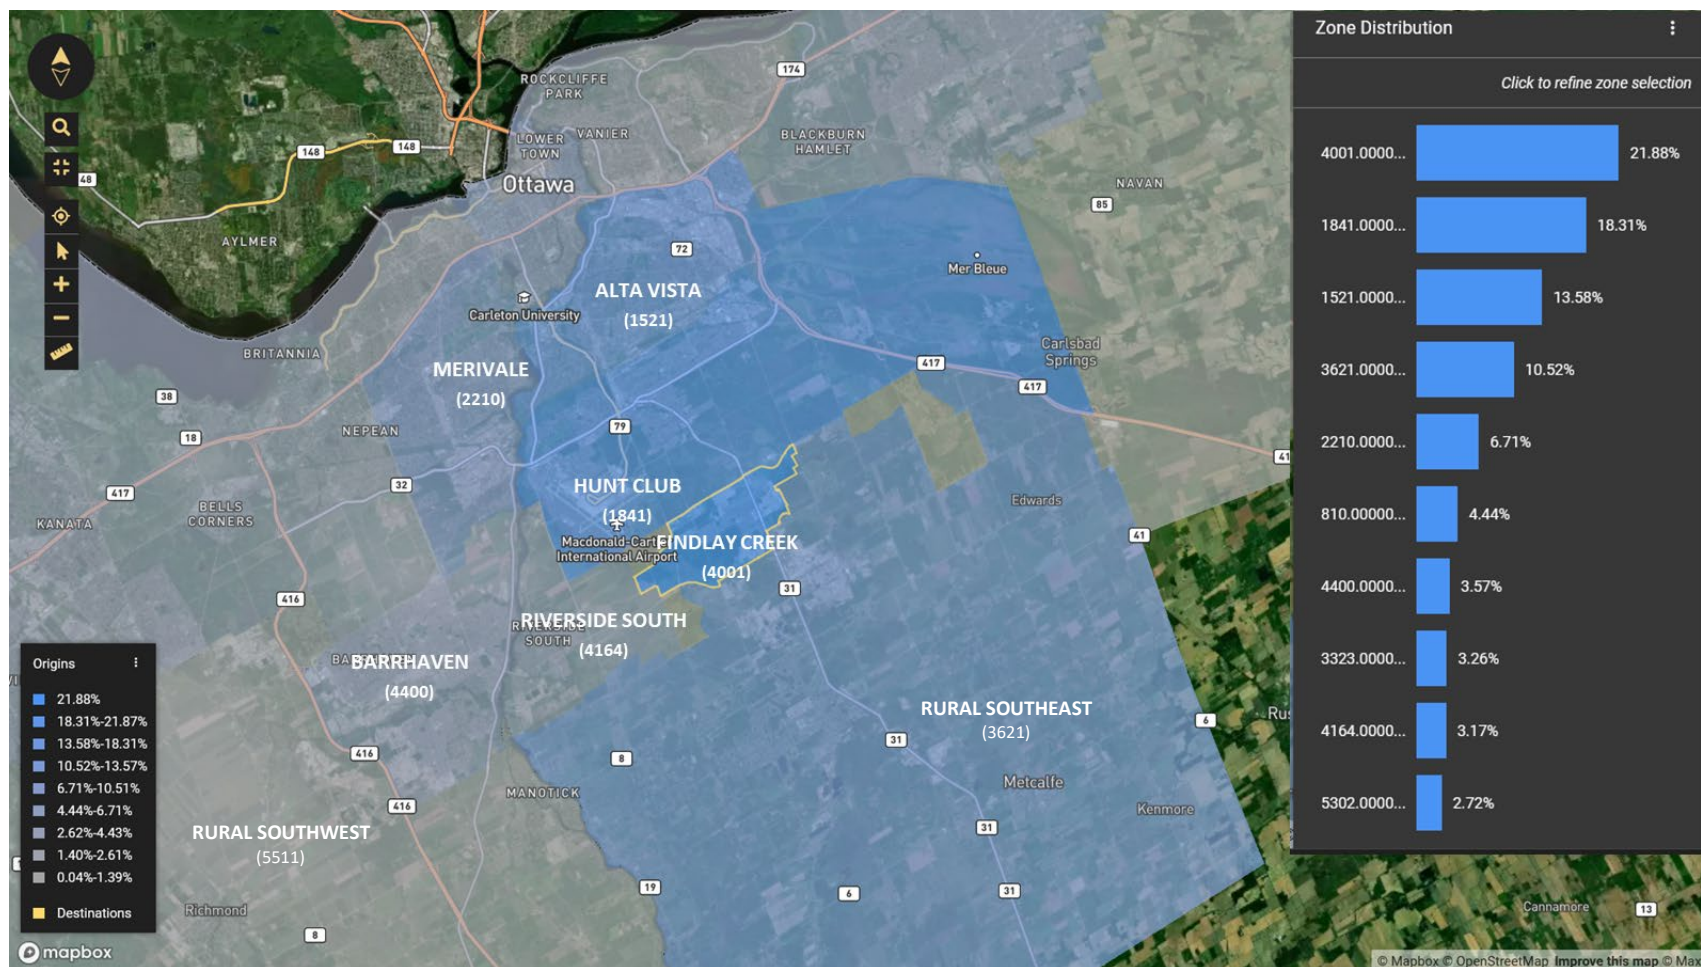 Zone Distribution
Click to refine zone selection
4001.0000...
21.88%
1841.0000...
18.31%
1521.0000...
13.58%
3621.0000...
10.52%
2210.0000...
6.71%
810.00000...
4.44%
4400.0000...
3.57%
3323.0000...
3.26%
4164.0000...
3.17%
5302.0000...
2.72%
ROCKCLIFFE
PARK
174
LOWER
TOWN
VANIER
BLACKBURN
HAMLET
148
148
48
Ottawa
NAVAN
85
AYLMER
72
Mer Bleue
ALTA VISTA
(1521)
Carleton University
BRITANNIA
Carlsbad
Springs
417
417
MERIVALE
(2210)
38
NEPEAN
18
79
32
417
BELLS
CORNERS
KANATA
HUNT CLUB
(1841)
Edwards
41
Macdonald-Cartier
International Airport
FINDLAY CREEK
(4001)
31
416
RIVERSIDE SOUTH
RIVERSIDE
SOUTH
(4164)
BARRHAVEN
(4400)
RURAL SOUTHEAST
(3621)
6
31
416
8
Metcalfe
MANOTICK
416
Kenmore
31
RURAL SOUTHWEST
(5511)
19
6
31
Richmond
8
Cannamore
13
Origins
21.88%
18.31%-21.87%
13.58%-18.31%
10.52%-13.57%
6.71%-10.51%
4.44%-6.71%
2.62%-4.43%
1.40%-2.61%
0.04%-1.39%
Destinations
mapbox
© Mapbox © OpenStreetMap Improve this map © Max